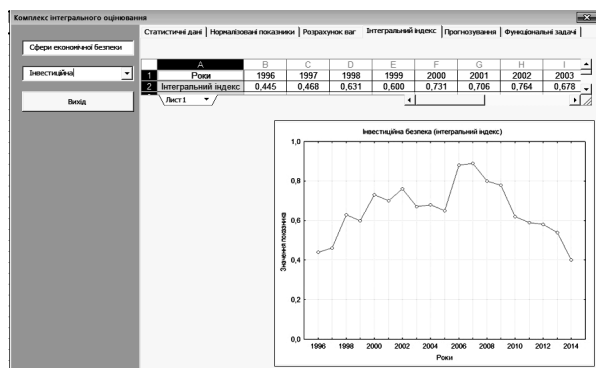 Комплекс інтегрального оцінювання
Статистичні дані Нормалізовані показники Розрахунок ваг Інтегральний індекс Прогнозування Функціональні задачі
Сфери економічної безпеки
Інвестиційна
Вихід
A B C D E F G H I
1 Роки 1996 1997 1998 1999 2000 2001 2002 2003
2 Інтегральний індекс 0,445 0,468 0,631 0,600 0,731 0,706 0,764 0,678
Лист1
Інвестиційна безпека (інтегральний індекс)
1,0
0,8
0,6
0,4
0,2
0,0
Значення показника
1996 1998 2000 2002 2004 2006 2008 2010 2012 2014
Роки